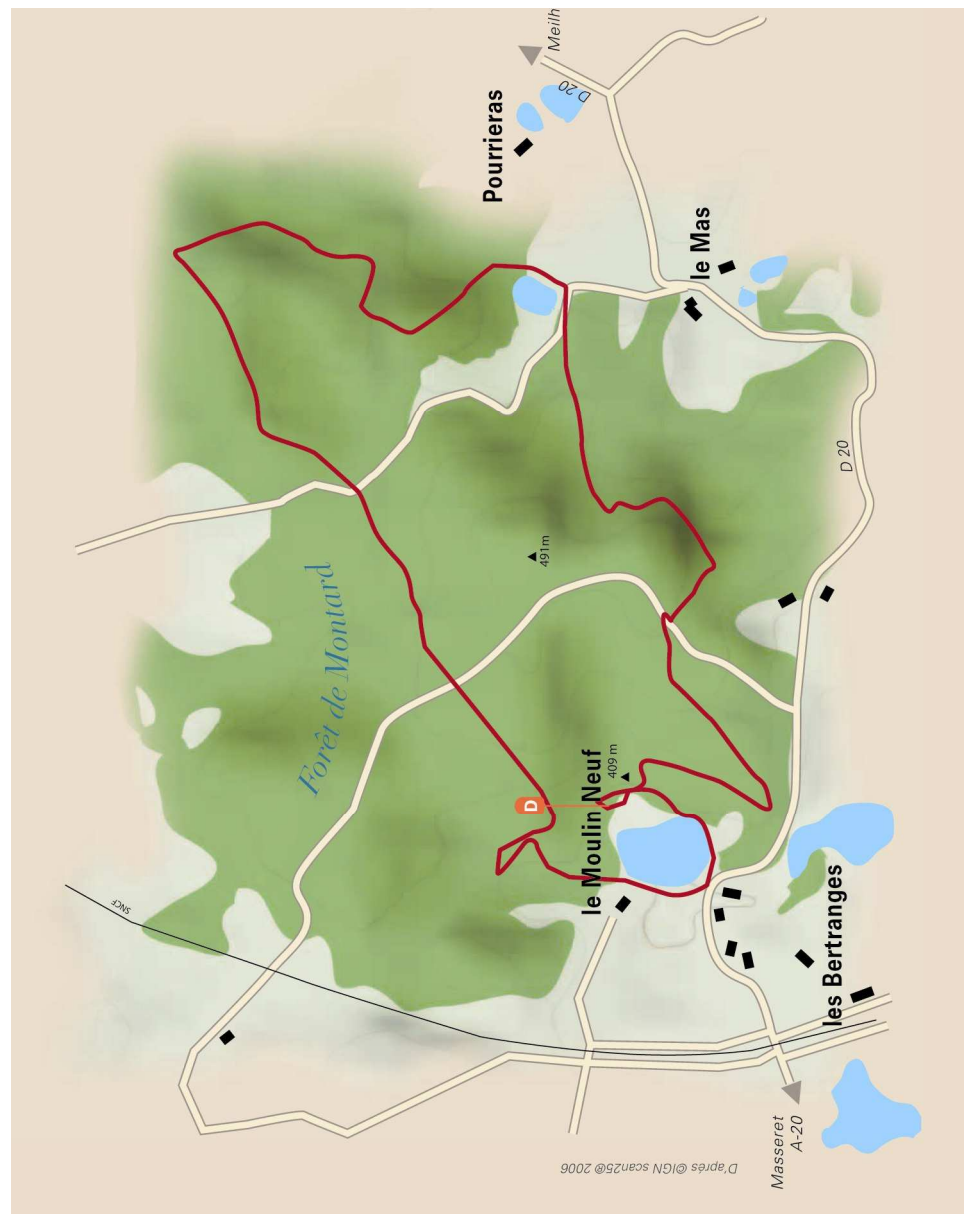 Meilh
D 20
Pourrieras
le Mas
D 20
491m
Forêt de Montard
le Moulin Neuf
409 m
D
SNCF
les Bertranges
Masseret
A-20
D'après ©IGN scan25® 2006